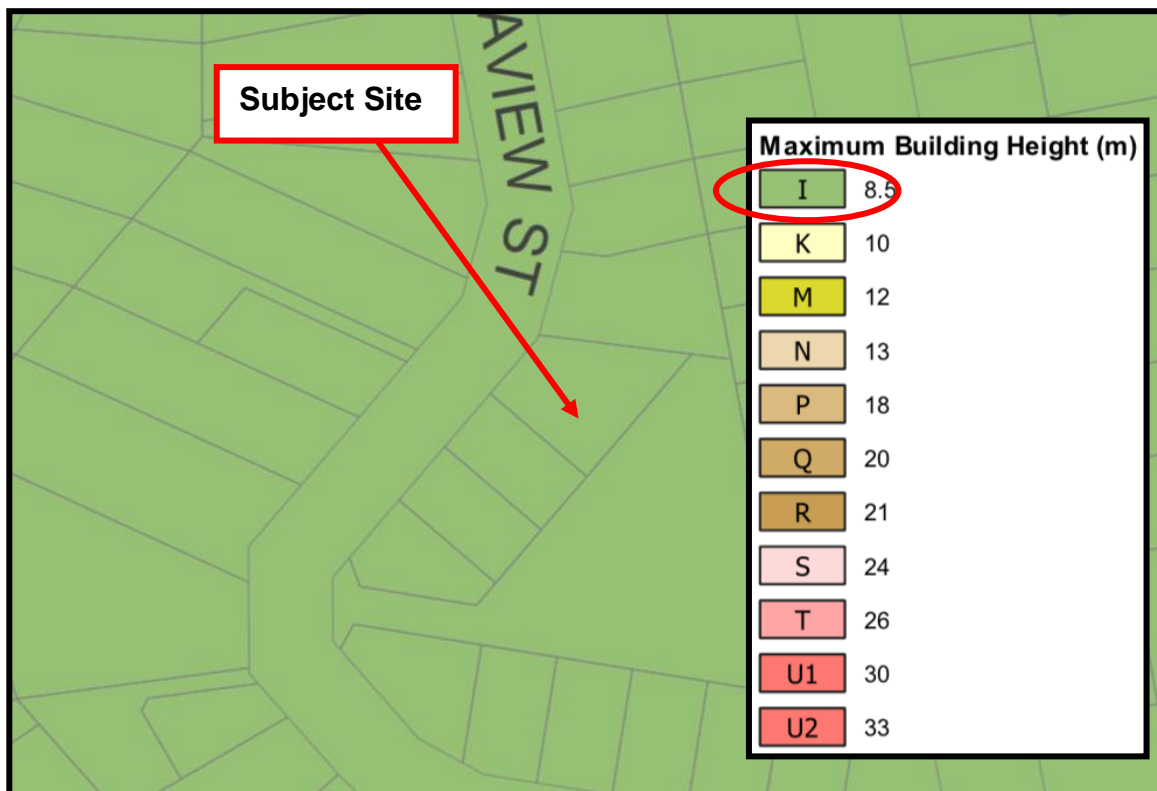 AVIEW ST
Subject Site
Maximum Building Height (m)
I 8.5
K 10
M 12
N 13
P 18
Q 20
R 21
S 24
T 26
U1 30
U2 33